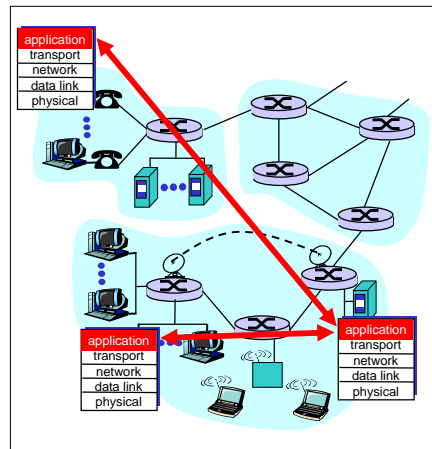 application
transport
network
data link
physical
application
transport
network
data link
physical
application
transport
network
data link
physical